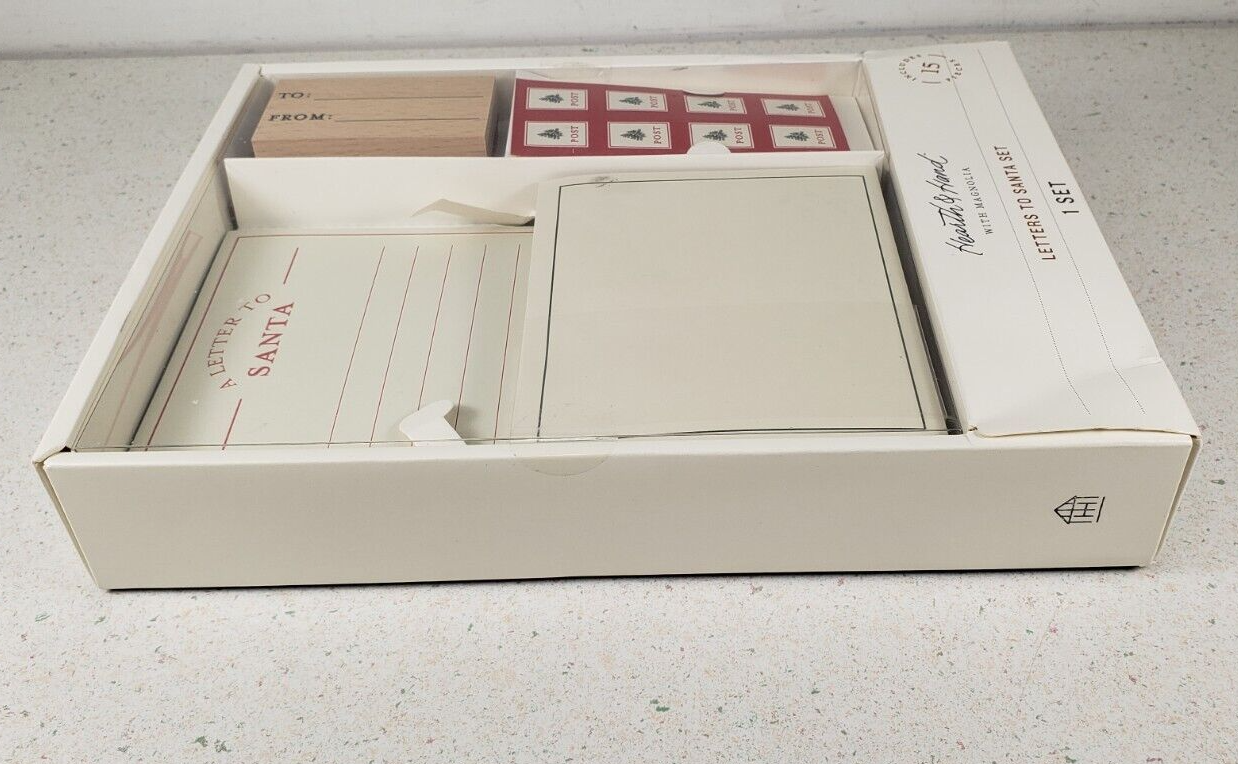 TO:
FROM:
POST
POST
POST
POST
POST
POST
POST
POST
A LETTER TO
SANTA
15
Hearth & Hand
WITH MAGNOLIA
LETTERS TO SANTA SET
1 SET